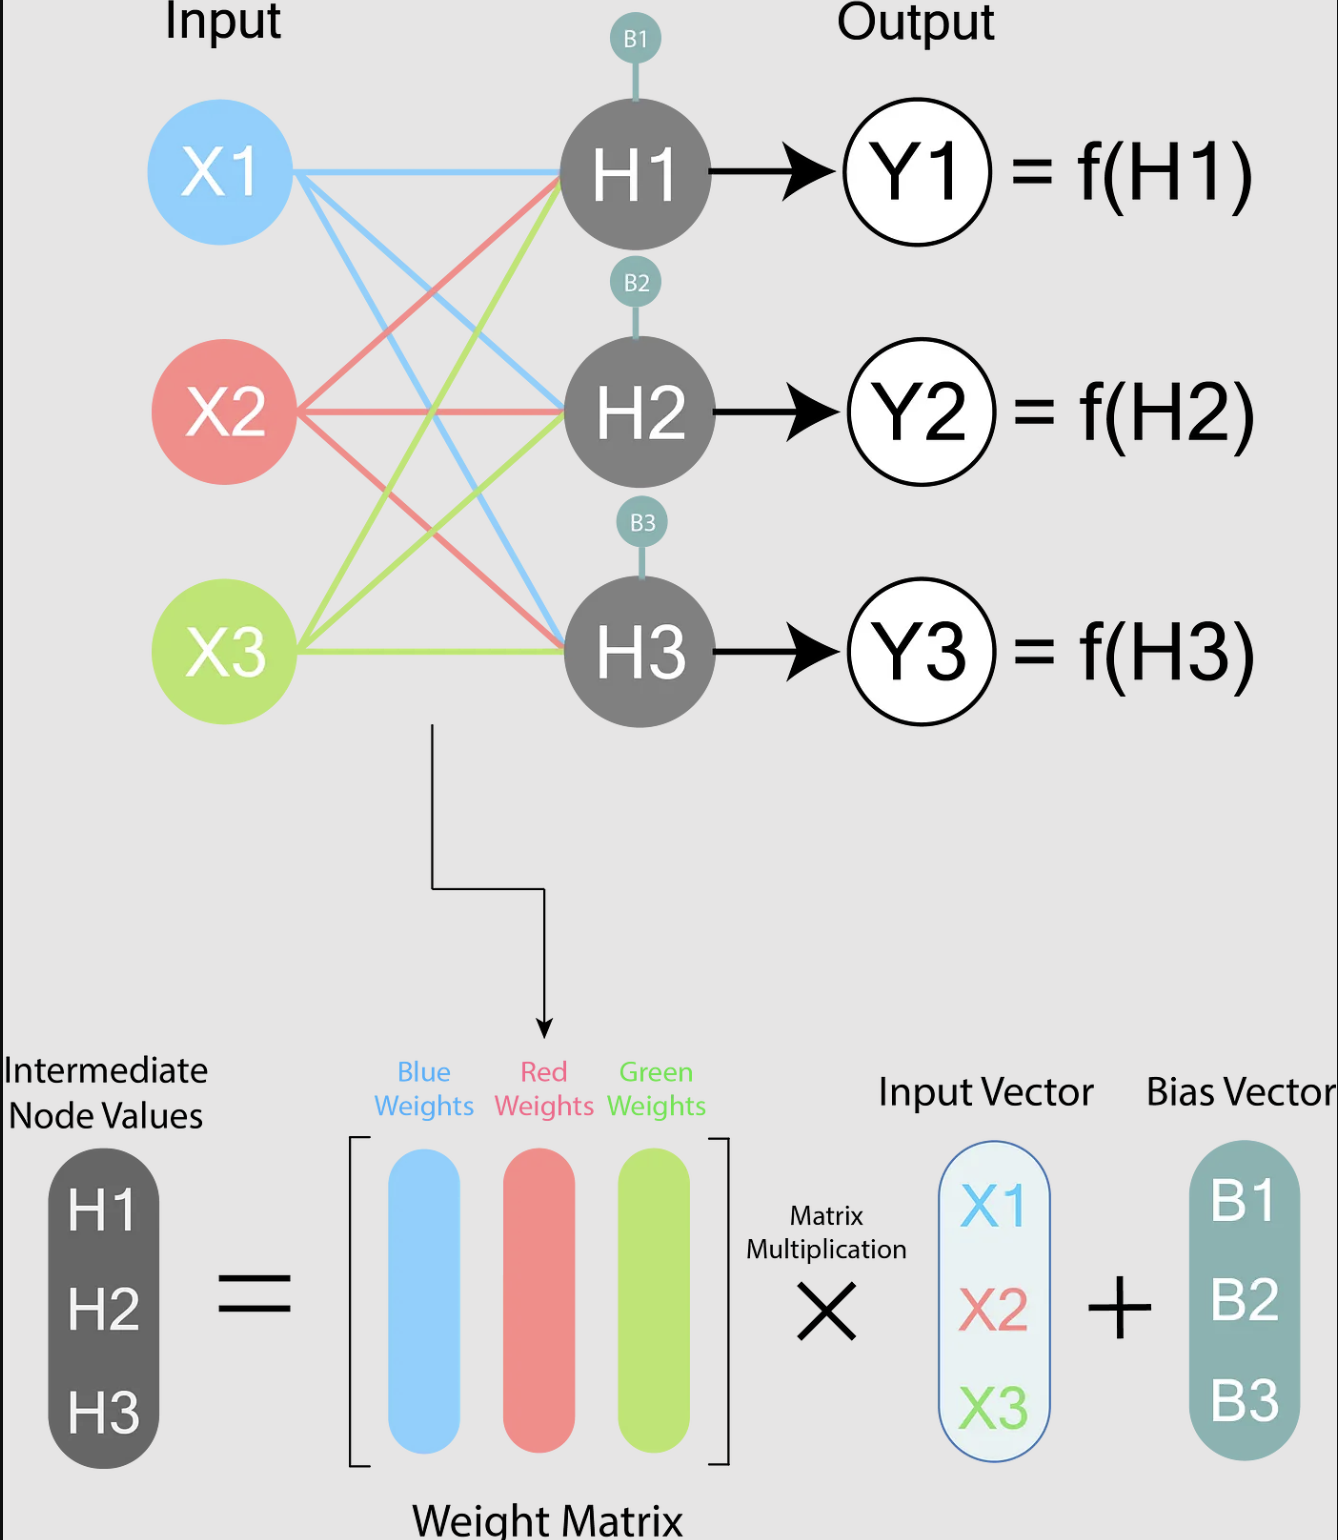 Input
Output
B1
X1
H1
Y1 = f(H1)
B2
X2
H2
Y2 = f(H2)
B3
X3
H3
Y3 = f(H3)
Intermediate
Node Values
Blue
Weights
Red
Weights
Green
Weights
Input Vector
Bias Vector
H1
H2
H3
=
Matrix
Multiplication
×
X1
X2
X3
+
B1
B2
B3
Weight Matrix